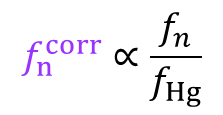 f_n^corr ∝ f_n / f_Hg